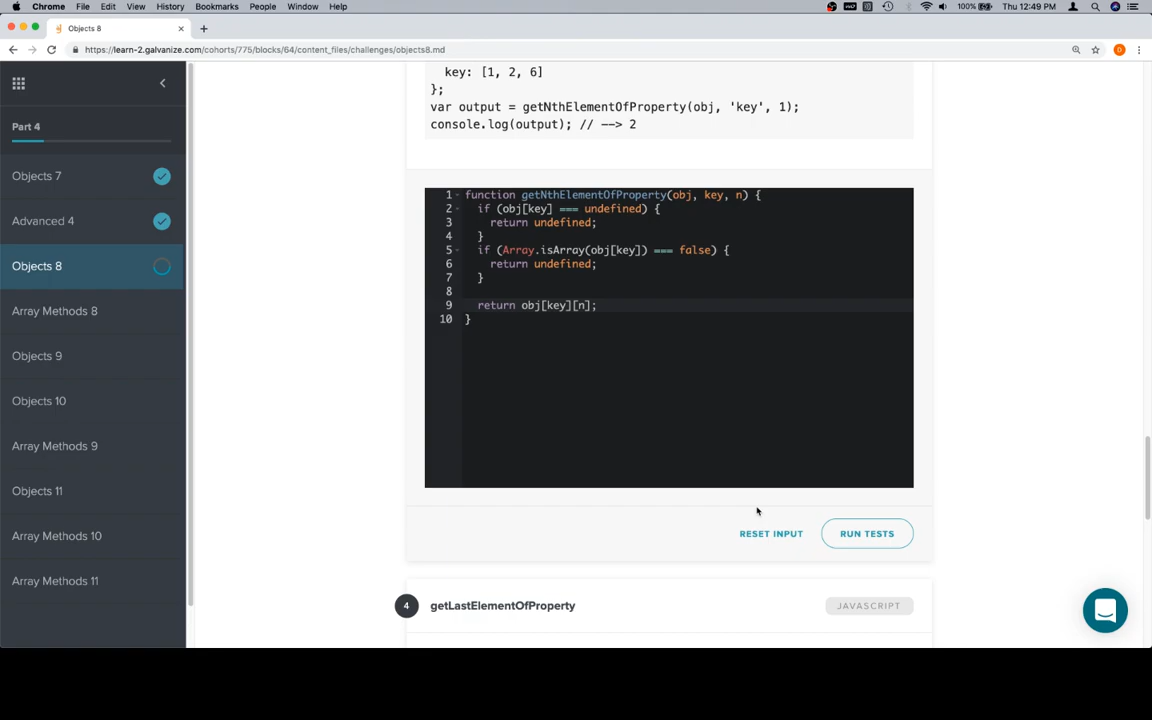 Chrome File Edit View History Bookmarks People Window Help
100% Thu 12:49 PM
Objects 8
https://learn-2.galvanize.com/cohorts/775/blocks/64/content_files/challenges/objects8.md
Part 4
Objects 7
Advanced 4
Objects 8
Array Methods 8
Objects 9
Objects 10
Array Methods 9
Objects 11
Array Methods 10
Array Methods 11
key: [1, 2, 6]
};
var output = getNthElementOfProperty(obj, 'key', 1);
console.log(output); // --> 2
1 function getNthElementOfProperty(obj, key, n) {
2 if (obj[key] === undefined) {
3 return undefined;
4 }
5 if (Array.isArray(obj[key]) === false) {
6 return undefined;
7 }
8
9 return obj[key][n];
10 }
RESET INPUT RUN TESTS
4 getLastElementOfProperty JAVASCRIPT